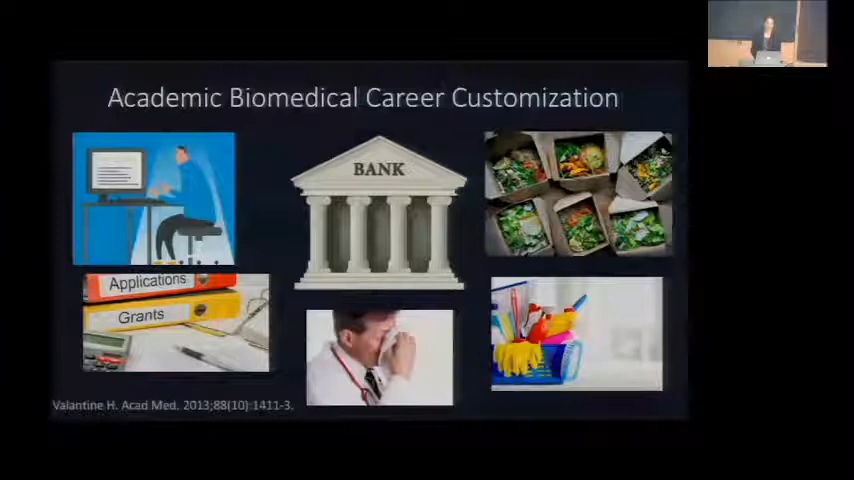 Academic Biomedical Career Customization
BANK
Applications
Grants
Valantine H. Acad Med. 2013;88(10):1411-3.